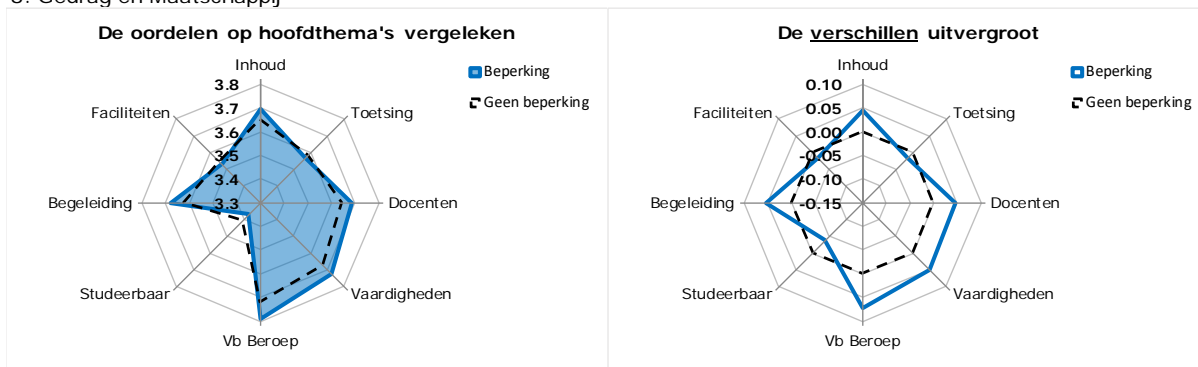 De oordelen op hoofdthema's vergeleken
Inhoud
Beperking
Geen beperking
3.8
3.7
3.6
3.5
3.4
3.3
Toetsing
Docenten
Vaardigheden
Vb Beroep
Studeerbaar
Begeleiding
Faciliteiten
De verschillen uitvergroot
Inhoud
Beperking
Geen beperking
0.10
0.05
0.00
-0.05
-0.10
-0.15
Toetsing
Docenten
Vaardigheden
Vb Beroep
Studeerbaar
Begeleiding
Faciliteiten